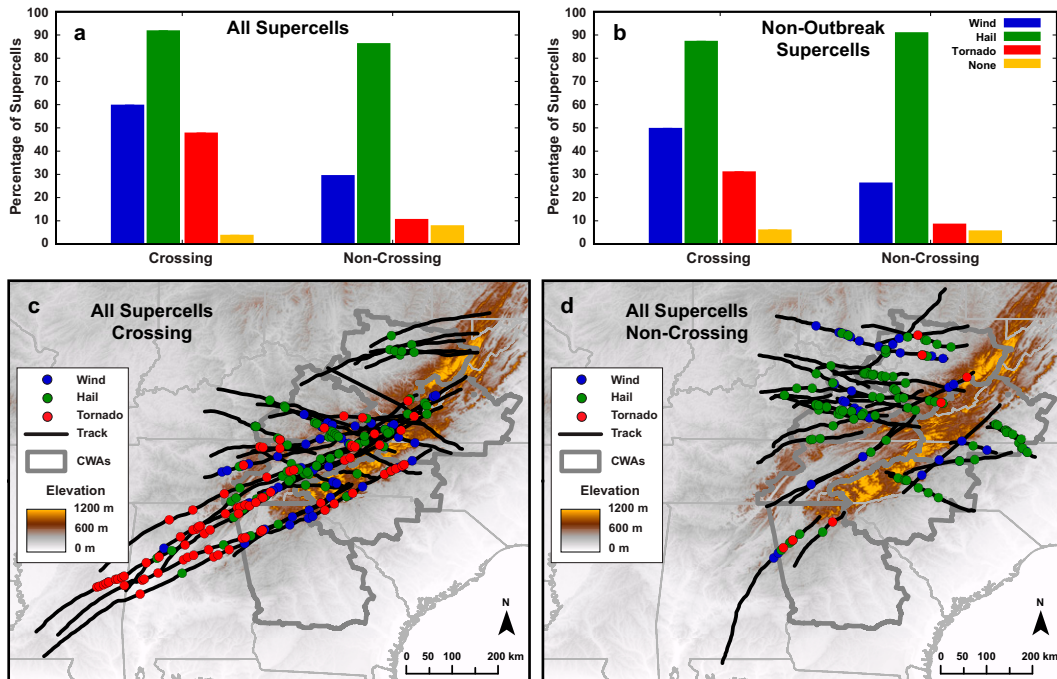 a
All Supercells
Percentage of Supercells
100
90
80
70
60
50
40
30
20
10
0
Crossing
Non-Crossing
b
Non-Outbreak
Supercells
Wind
Hail
Tornado
None
Percentage of Supercells
100
90
80
70
60
50
40
30
20
10
0
Crossing
Non-Crossing
c
All Supercells
Crossing
Wind
Hail
Tornado
Track
CWAs
Elevation
1200 m
600 m
0 m
N
0 50 100 200 km
d
All Supercells
Non-Crossing
Wind
Hail
Tornado
Track
CWAs
Elevation
1200 m
600 m
0 m
N
0 50 100 200 km